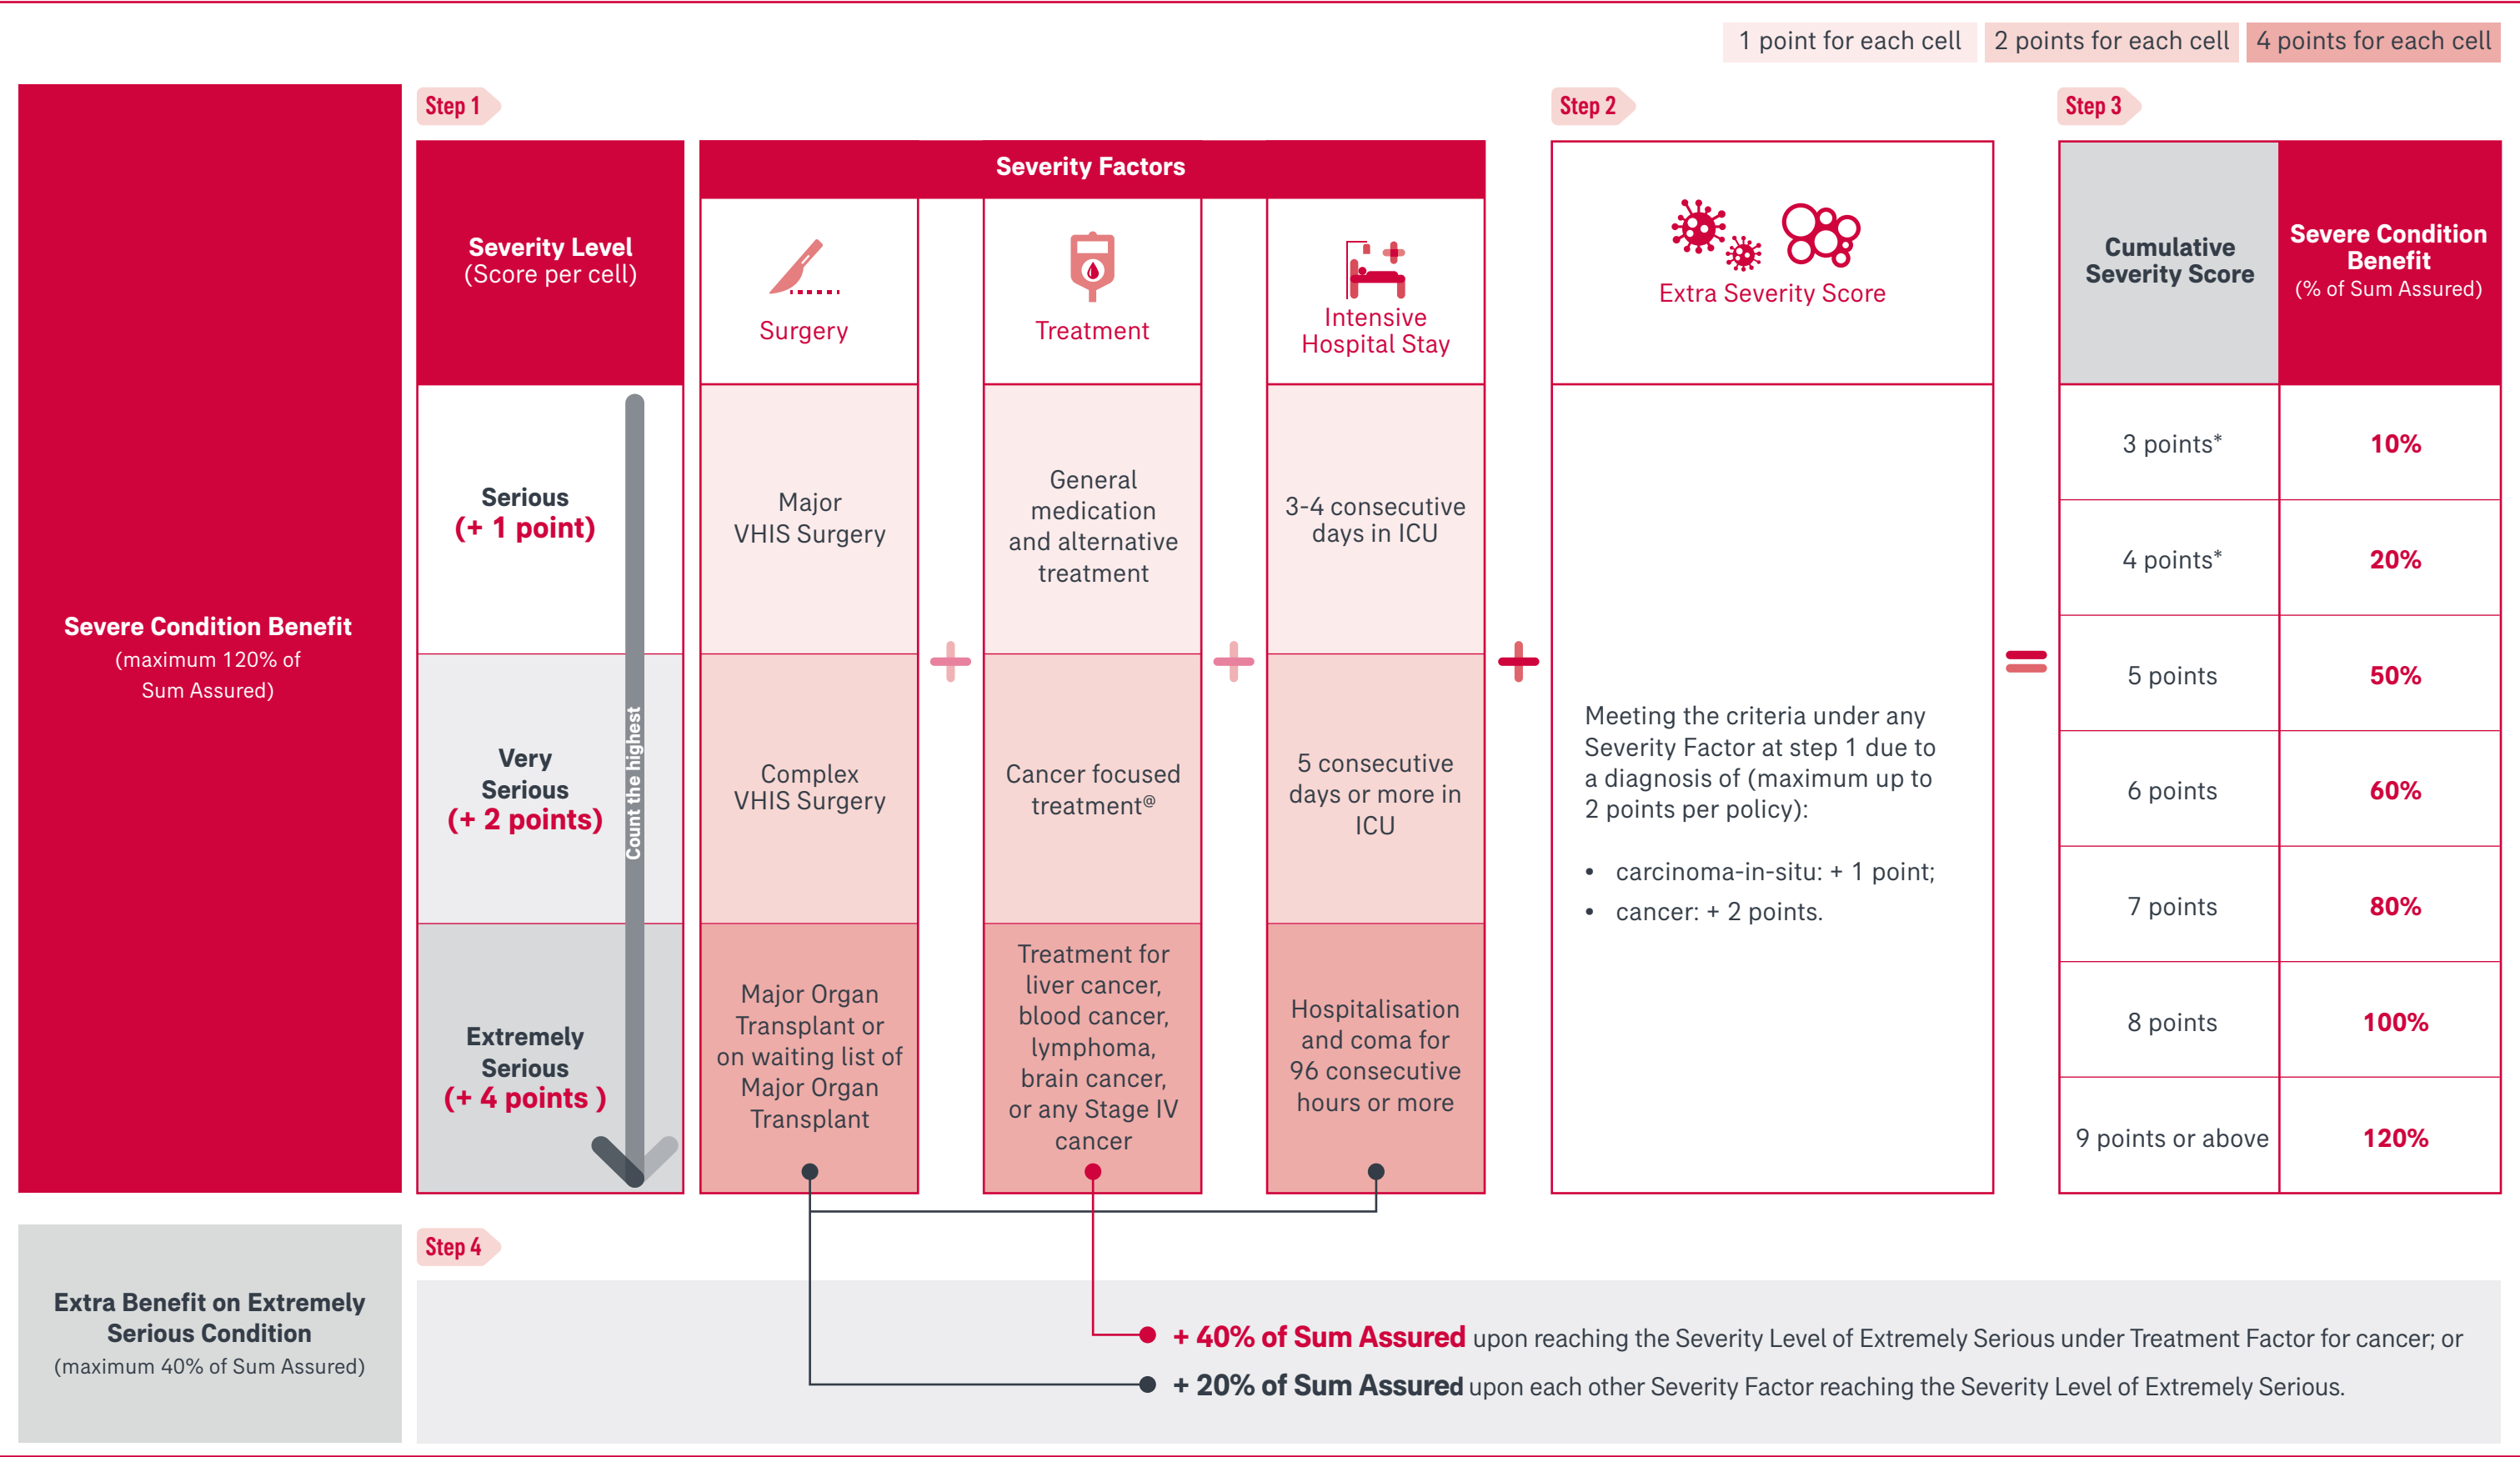 1 point for each cell
2 points for each cell
4 points for each cell
Severe Condition Benefit
(maximum 120% of
Sum Assured)
Step 1
Severity Level
(Score per cell)
Severity Factors
Surgery
Treatment
Intensive
Hospital Stay
Count the highest
Serious
(+ 1 point)
Major
VHIS Surgery
General
medication
and alternative
treatment
3-4 consecutive
days in ICU
Very
Serious
(+ 2 points)
Complex
VHIS Surgery
Cancer focused
treatment@
5 consecutive
days or more in
ICU
Extremely
Serious
(+ 4 points )
Major Organ
Transplant or
on waiting list of
Major Organ
Transplant
Treatment for
liver cancer,
blood cancer,
lymphoma,
brain cancer,
or any Stage IV
cancer
Hospitalisation
and coma for
96 consecutive
hours or more
Step 2
Extra Severity Score
Meeting the criteria under any
Severity Factor at step 1 due to
a diagnosis of (maximum up to
2 points per policy):
• carcinoma-in-situ: + 1 point;
• cancer: + 2 points.
Step 3
Cumulative
Severity Score
Severe Condition
Benefit
(% of Sum Assured)
3 points* 10%
4 points* 20%
5 points 50%
6 points 60%
7 points 80%
8 points 100%
9 points or above 120%
Extra Benefit on Extremely
Serious Condition
(maximum 40% of Sum Assured)
Step 4
+ 40% of Sum Assured upon reaching the Severity Level of Extremely Serious under Treatment Factor for cancer; or
+ 20% of Sum Assured upon each other Severity Factor reaching the Severity Level of Extremely Serious.